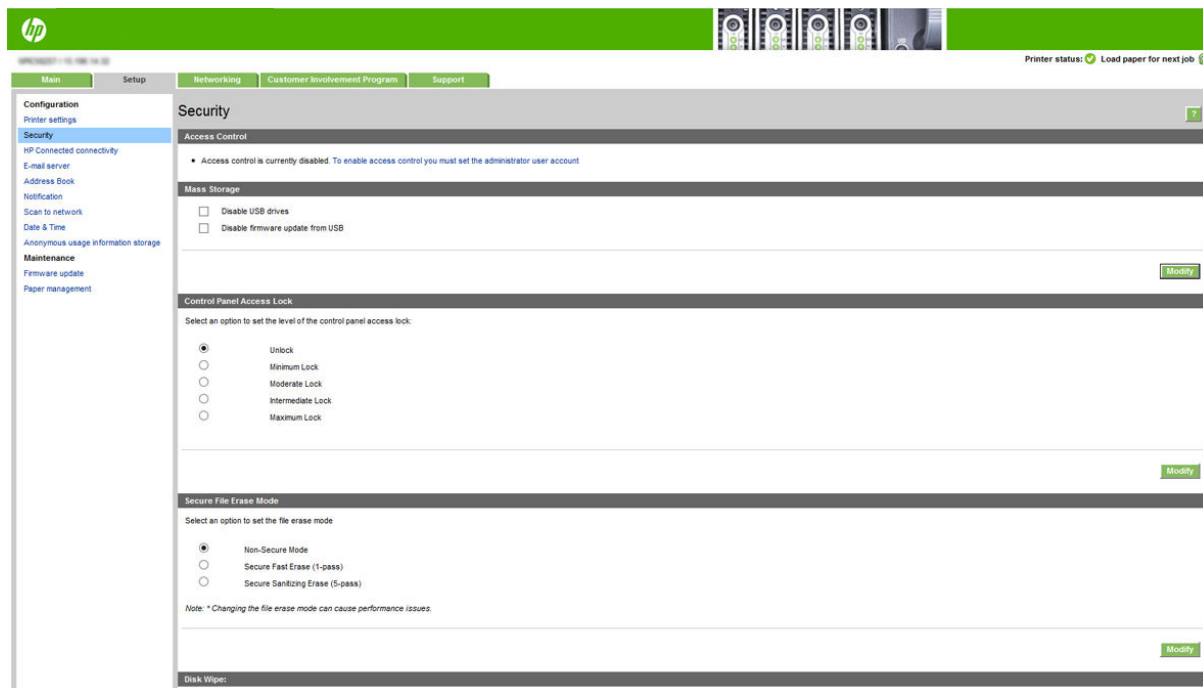 hp
Printer status: Load paper for next job
Main Setup Networking Customer Involvement Program Support
Configuration
Printer settings
Security
HP Connected connectivity
E-mail server
Address Book
Notification
Scan to network
Date & Time
Anonymous usage information storage
Maintenance
Firmware update
Paper management
Security
?
Access Control
Access control is currently disabled. To enable access control you must set the administrator user account
Mass Storage
Disable USB drives
Disable firmware update from USB
Modify
Control Panel Access Lock
Select an option to set the level of the control panel access lock:
Unlock
Minimum Lock
Moderate Lock
Intermediate Lock
Maximum Lock
Modify
Secure File Erase Mode
Select an option to set the file erase mode
Non-Secure Mode
Secure Fast Erase (1-pass)
Secure Sanitizing Erase (5-pass)
Note: * Changing the file erase mode can cause performance issues.
Modify
Disk Wipe: